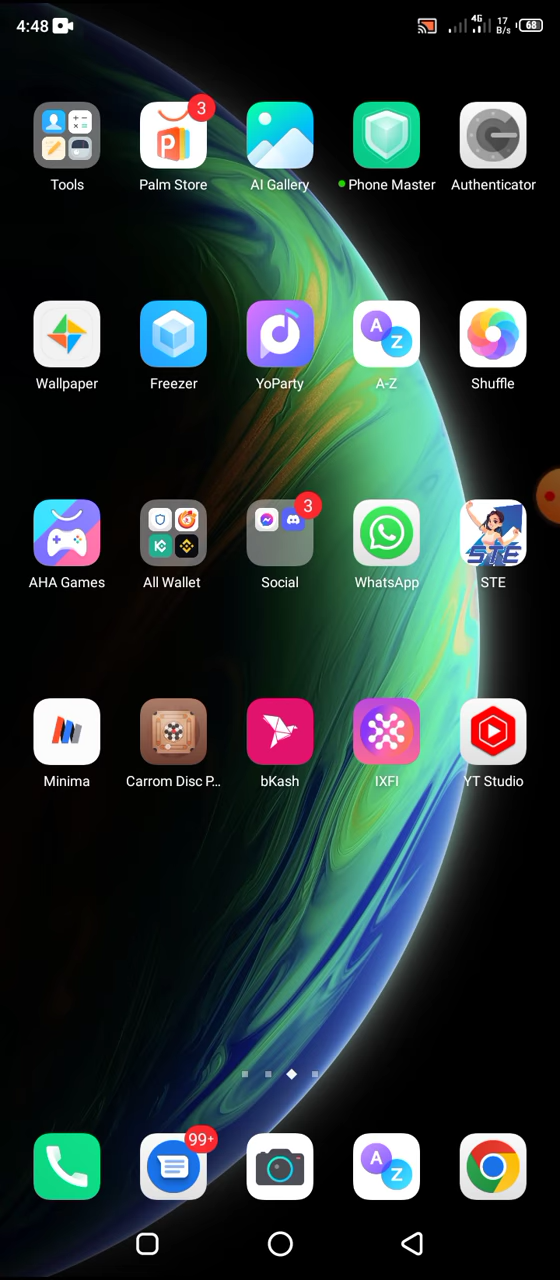 4:48
4G
17
B/s
68
3
Tools
Palm Store
AI Gallery
Phone Master
Authenticator
A
Z
Wallpaper
Freezer
YoParty
A-Z
Shuffle
3
STE
AHA Games
All Wallet
Social
WhatsApp
STE
Minima
Carrom Disc P...
bKash
IXFI
YT Studio
99+
A
Z